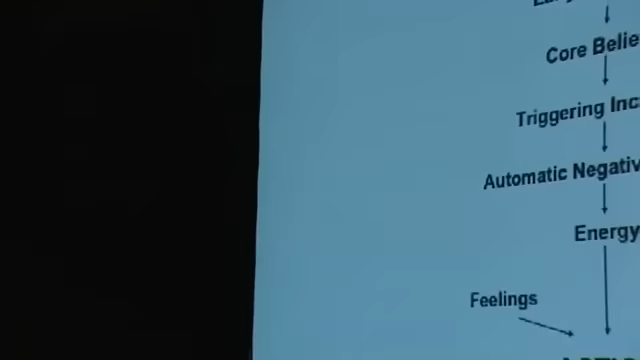 Core Belie
Triggering Inc
Automatic Negativ
Energy
Feelings